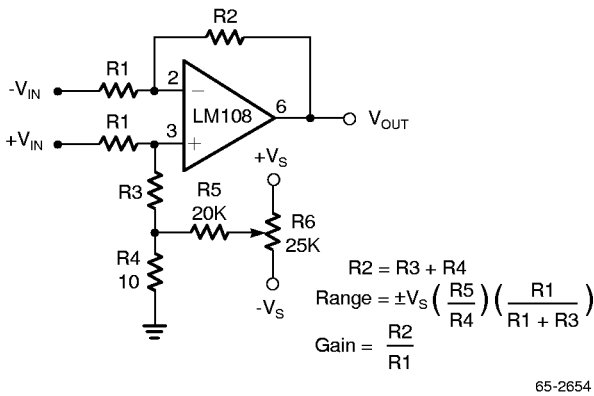 R2
R1
-VIN
2
−
LM108
6
VOUT
R1
+VIN
3
+
+VS
R3
R5
20K
R6
25K
R4
10
-VS
R2 = R3 + R4
Range = ±VS (R5/R4) (R1/R1 + R3)
Gain = R2/R1
65-2654